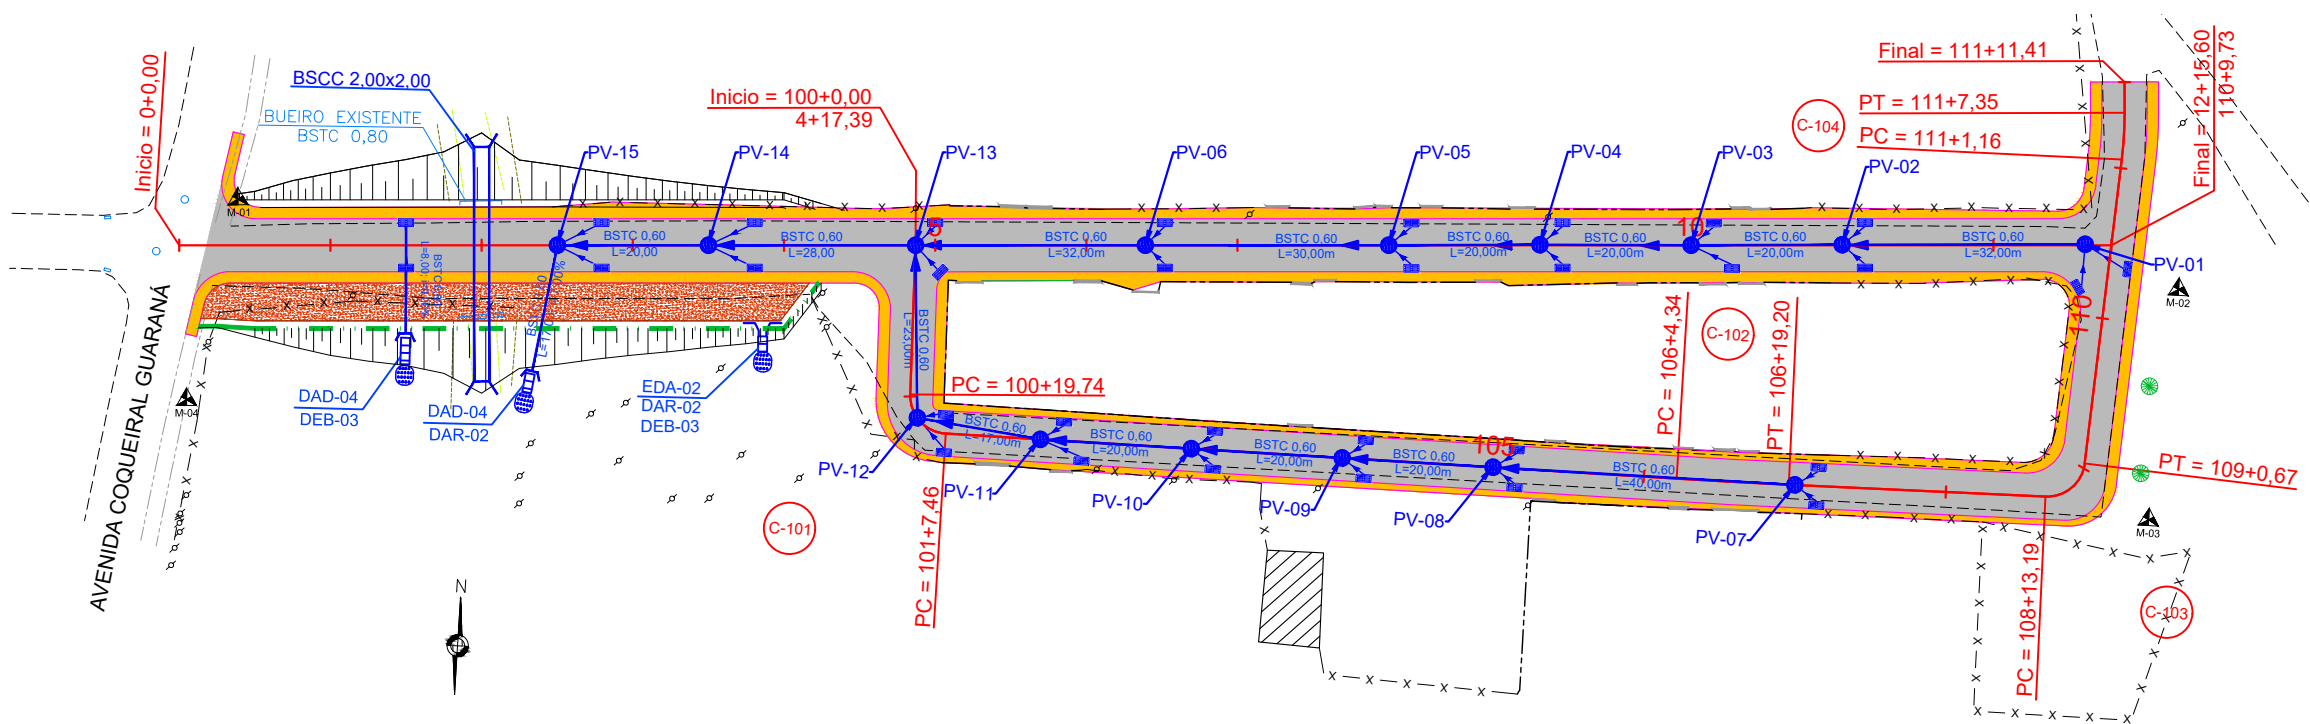 Inicio = 0+0,00
BSCC 2,00x2,00
BUEIRO EXISTENTE
BSTC 0,80
Inicio = 100+0,00
4+17,39
Final = 111+11,41
PT = 111+7,35
PC = 111+1,16
C-104
Final = 12+15,60
110+9,73
PV-15
PV-14
PV-13
PV-06
PV-05
PV-04
PV-03
PV-02
PV-01
M-01
5
10
BSTC 0,60
L=20,00
BSTC 0,60
L=28,00
BSTC 0,60
L=32,00m
BSTC 0,60
L=30,00m
BSTC 0,60
L=20,00m
BSTC 0,60
L=20,00m
BSTC 0,60
L=20,00m
BSTC 0,60
L=32,00m
M-02
110
AVENIDA COQUEIRAL GUARANÁ
M-04
DAD-04
DEB-03
DAD-04
DAR-02
EDA-02
DAR-02
DEB-03
BSTC 0,60
L=23,00m
PC = 100+19,74
PC = 106+4,34
C-102
PT = 106+19,20
BSTC 0,60
L=17,00m
BSTC 0,60
L=20,00m
BSTC 0,60
L=20,00m
BSTC 0,60
L=20,00m
105
BSTC 0,60
L=40,00m
PT = 109+0,67
PV-12
PV-11
PV-10
PV-09
PV-08
PV-07
C-101
PC = 101+7,46
M-03
PC = 108+13,19
C-103
N